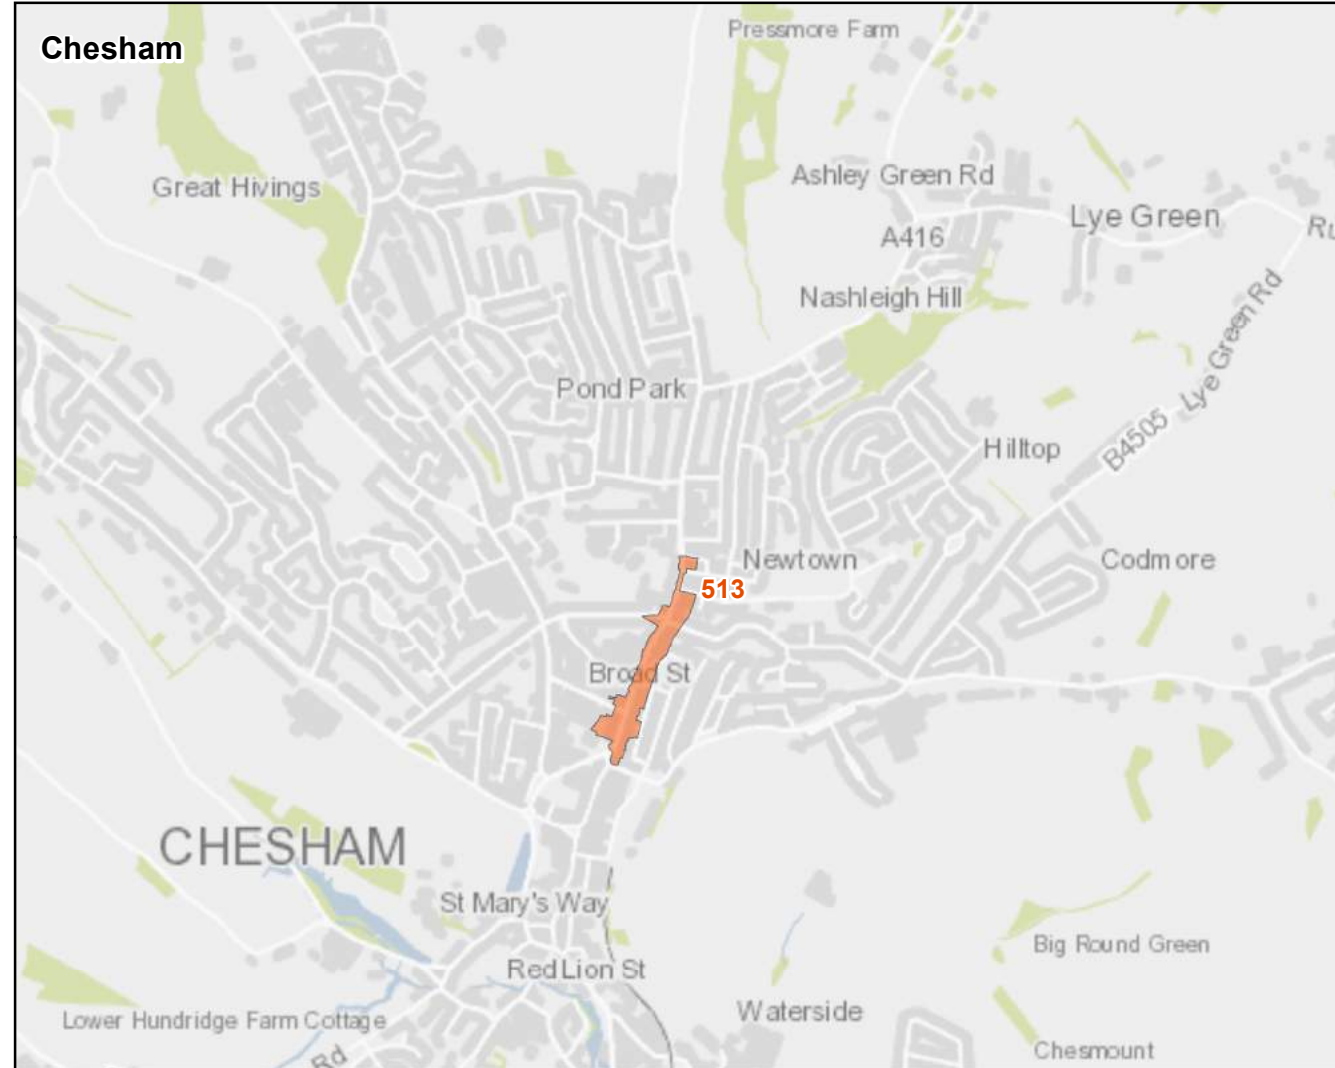 Chesham
Pressmore Farm
Great Hivings
Ashley Green Rd
Lye Green
A416
Nashleigh Hill
Lye Green Rd
Pond Park
B4505
Hilltop
Newtown
Codmore
513
Broad St
CHESHAM
St Mary's Way
Big Round Green
Red Lion St
Waterside
Lower Hundridge Farm Cottage
Rd
Chesmount